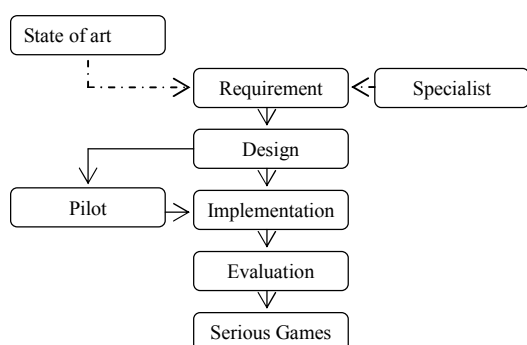 State of art
Requirement
Specialist
Design
Pilot
Implementation
Evaluation
Serious Games